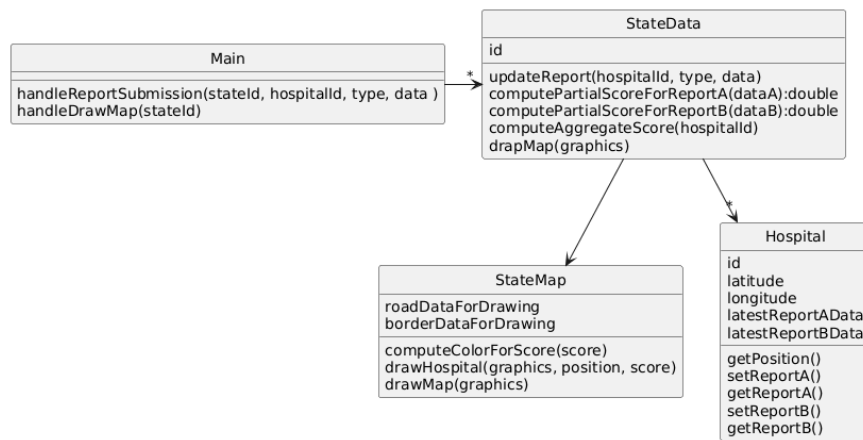 StateData
id
updateReport(hospitalId, type, data)
computePartialScoreForReportA(dataA):double
computePartialScoreForReportB(dataB):double
computeAggregateScore(hospitalId)
drapMap(graphics)
Main
handleReportSubmission(stateId, hospitalId, type, data )
handleDrawMap(stateId)
*
*
StateMap
roadDataForDrawing
borderDataForDrawing
computeColorForScore(score)
drawHospital(graphics, position, score)
drawMap(graphics)
Hospital
id
latitude
longitude
latestReportAData
latestReportBData
getPosition()
setReportA()
getReportA()
setReportB()
getReportB()